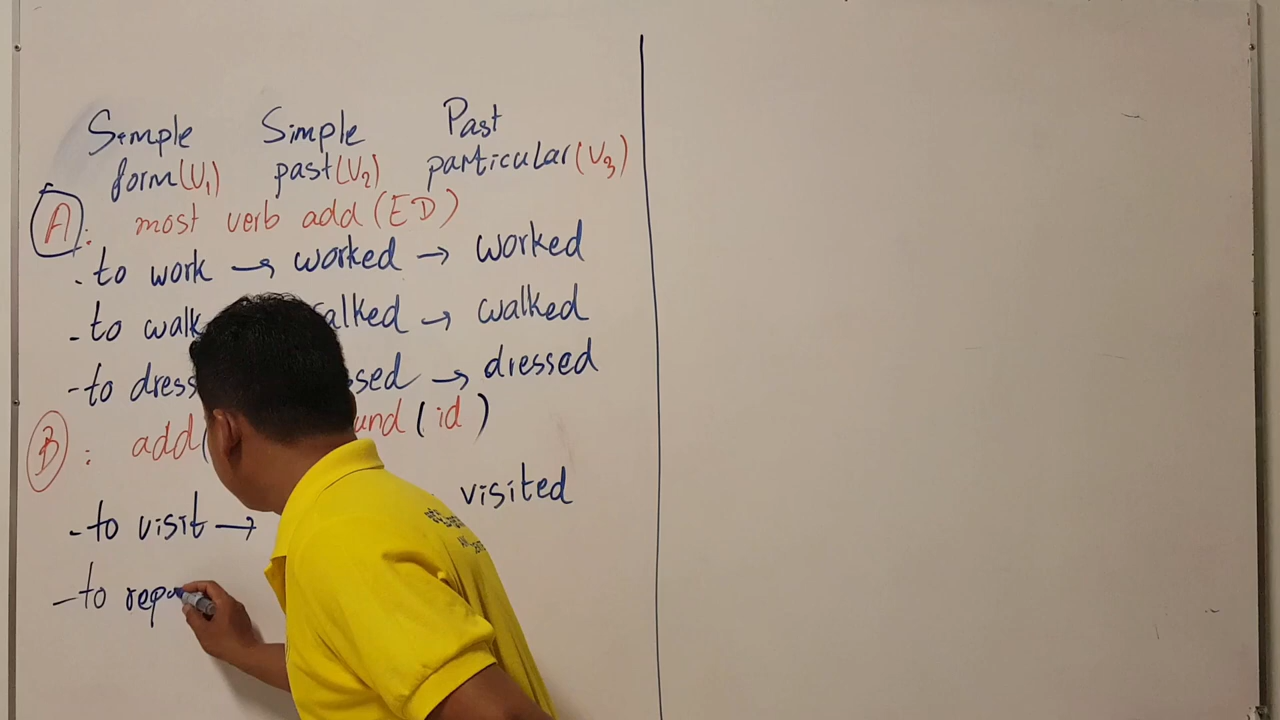 Simple Simple Past
form (V1) past (V2) particular (V3)
A: most verb add (ED)
- to work → worked → worked
- to walk alked → walked
- to dress ssed → dressed
B: add ( und (id)
- to visit → visited
- to rep